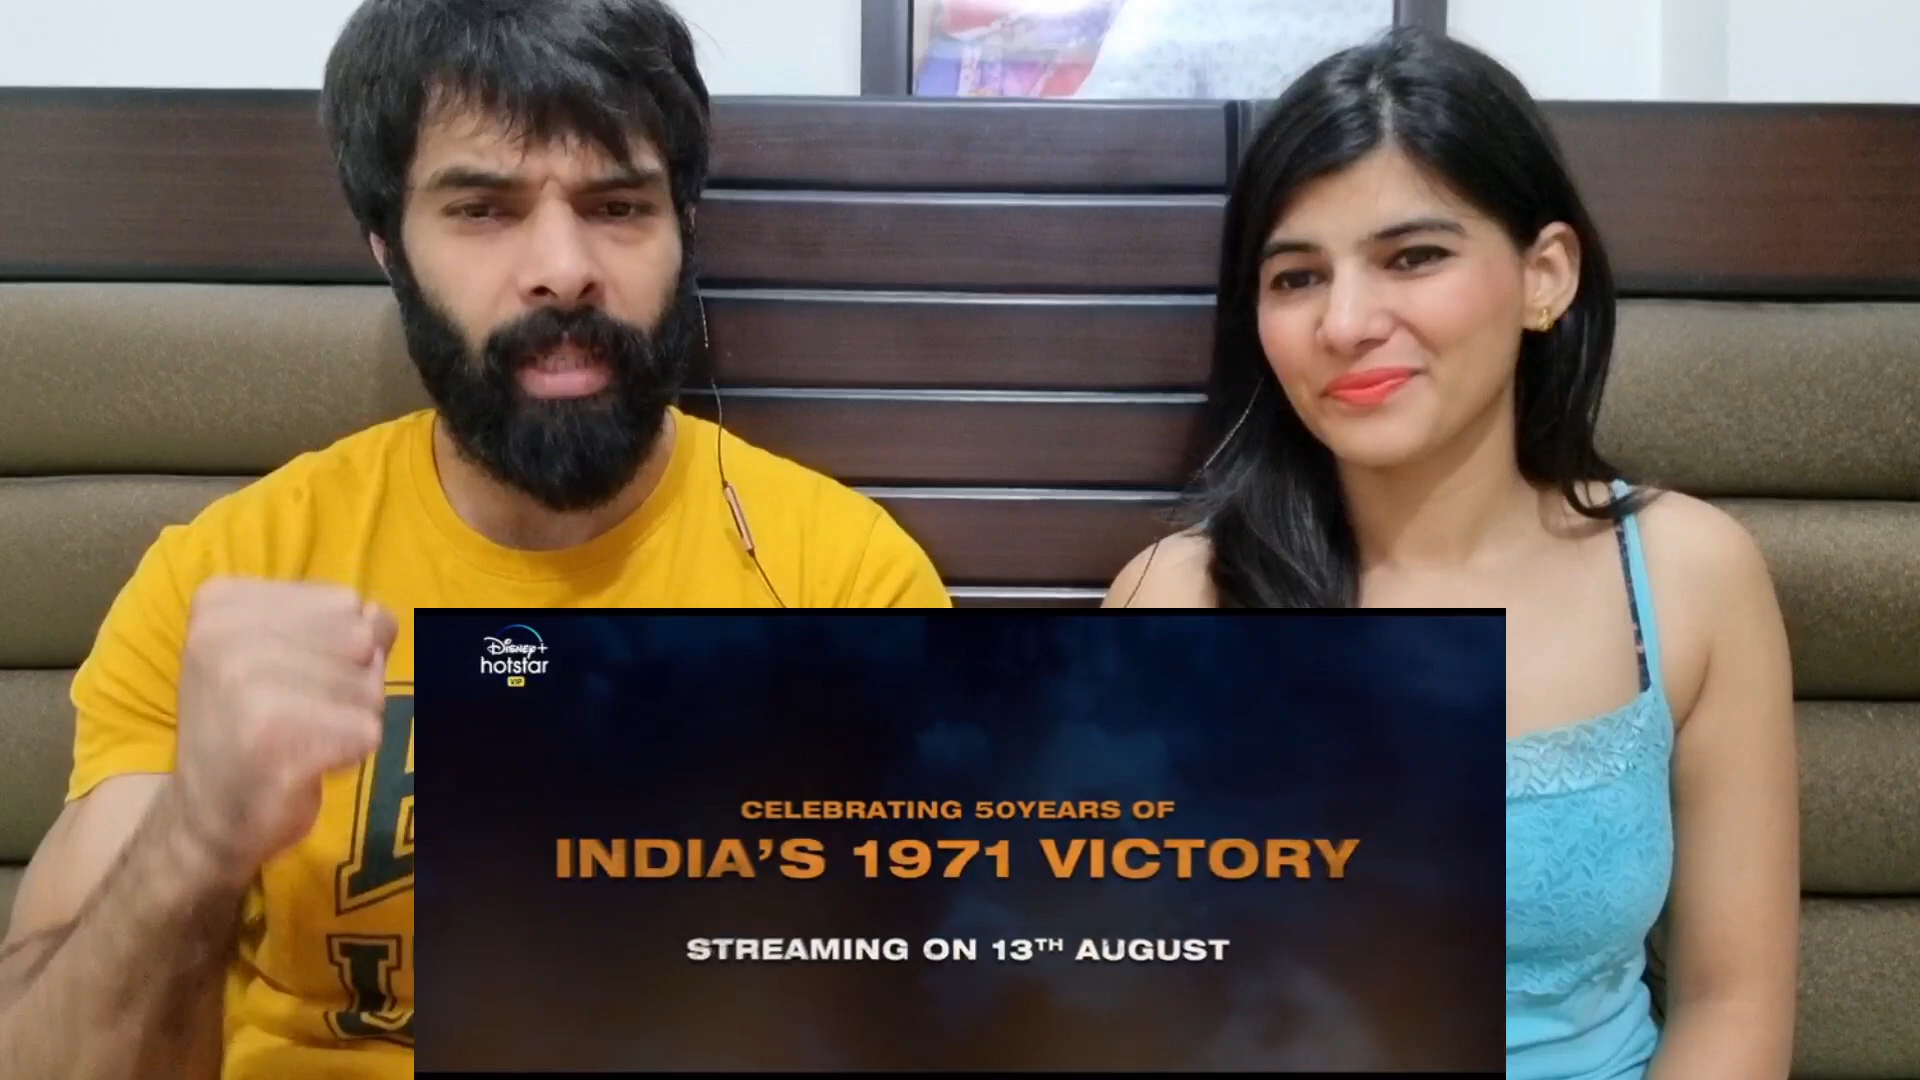 Disney+
hotstar
VIP
CELEBRATING 50YEARS OF
INDIA'S 1971 VICTORY
STREAMING ON 13TH AUGUST